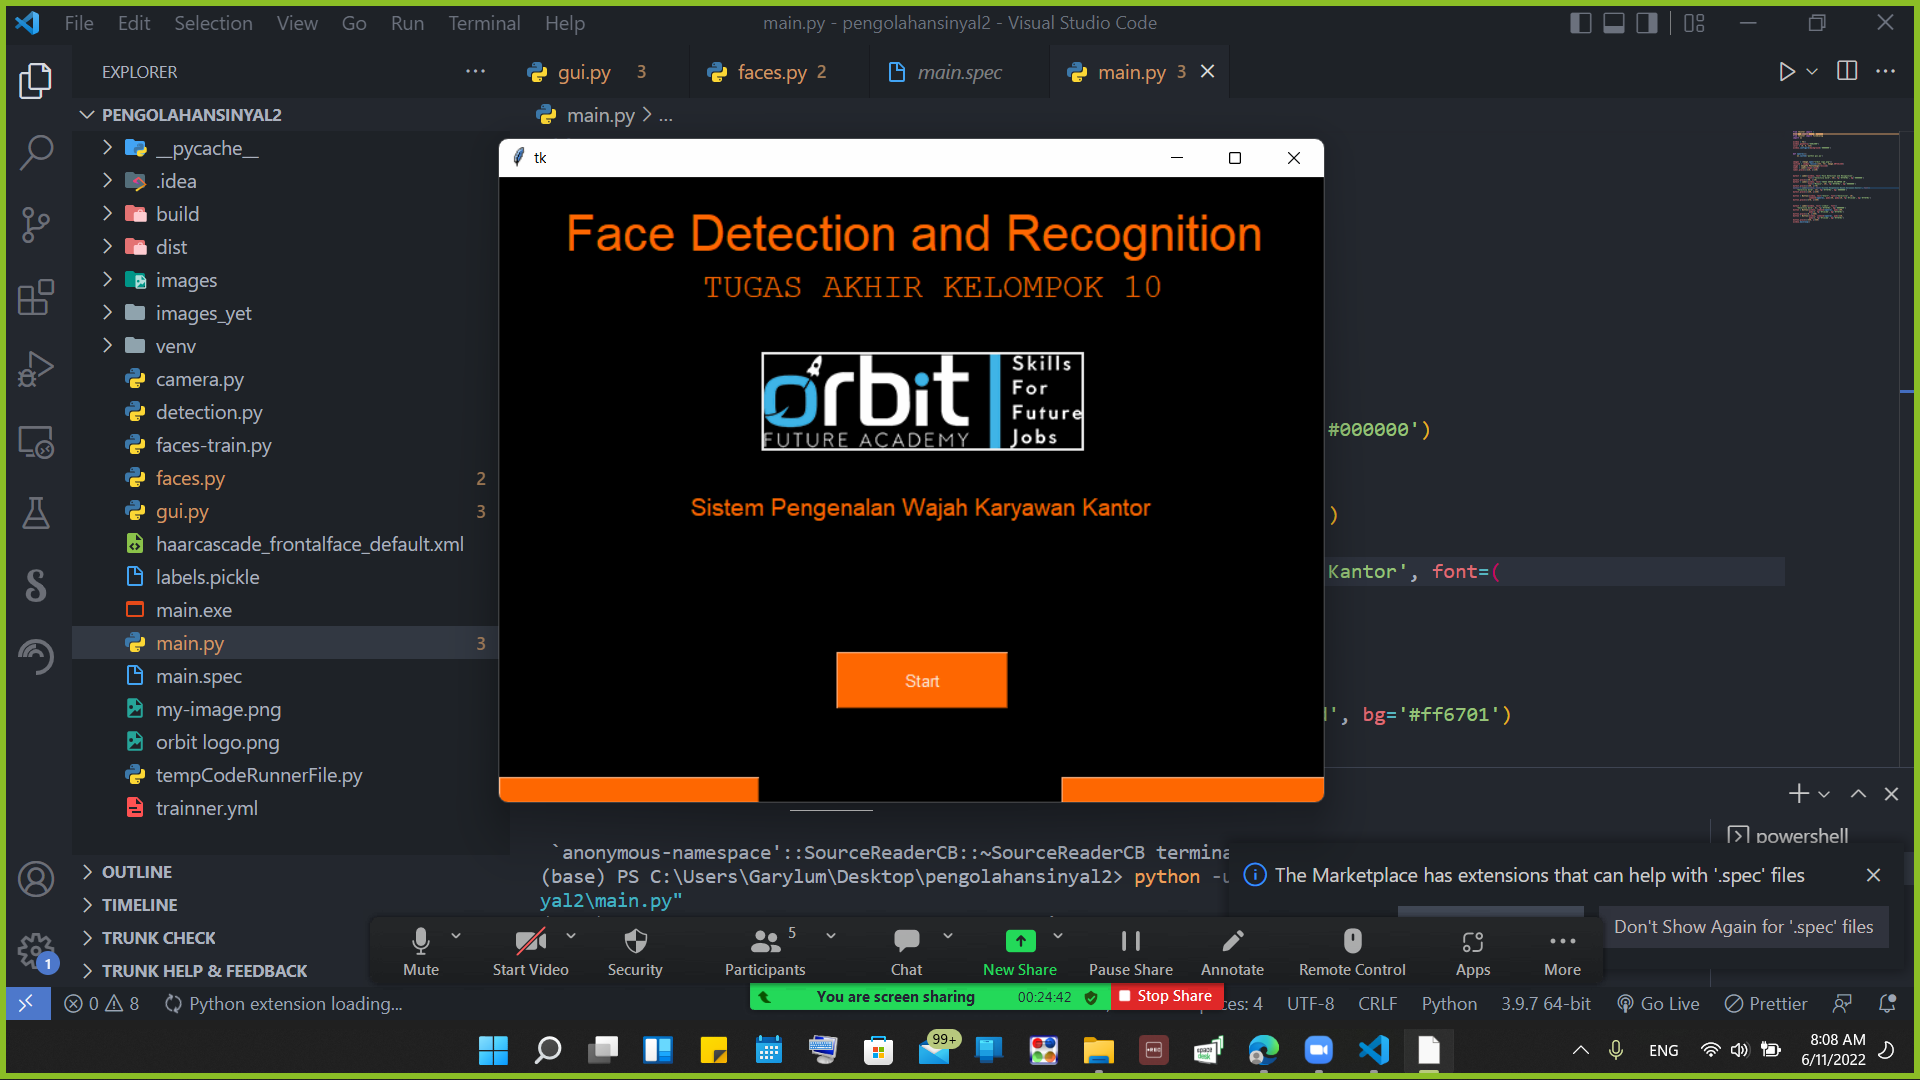 File Edit Selection View Go Run Terminal Help
main.py - pengolahansinyal2 - Visual Studio Code
EXPLORER
gui.py 3
faces.py 2
main.spec
main.py 3
PENGOLAHANSINYAL2
main.py > ...
__pycache__
.idea
build
dist
images
images_yet
venv
camera.py
detection.py
faces-train.py
faces.py 2
gui.py 3
haarcascade_frontalface_default.xml
labels.pickle
main.exe
main.py 3
main.spec
my-image.png
orbit logo.png
tempCodeRunnerFile.py
trainner.yml
OUTLINE
TIMELINE
TRUNK CHECK
TRUNK HELP & FEEDBACK
1
tk
Face Detection and Recognition
TUGAS AKHIR KELOMPOK 10
orbit
FUTURE ACADEMY
Skills
For
Future
Jobs
Sistem Pengenalan Wajah Karyawan Kantor
Start
#000000')
)
Kantor', font=(
', bg='#ff6701')
powershell
`anonymous-namespace'::SourceReaderCB::~SourceReaderCB termina
(base) PS C:\Users\Garylum\Desktop\pengolahansinyal2> python -u
yal2\main.py"
The Marketplace has extensions that can help with '.spec' files
Don't Show Again for '.spec' files
Mute
Start Video
Security
Participants 5
Chat
New Share
Pause Share
Annotate
Remote Control
Apps
More
You are screen sharing 00:24:42 Stop Share
0 8 Python extension loading...
ces: 4 UTF-8 CRLF Python 3.9.7 64-bit Go Live Prettier
99+
ENG
8:08 AM
6/11/2022